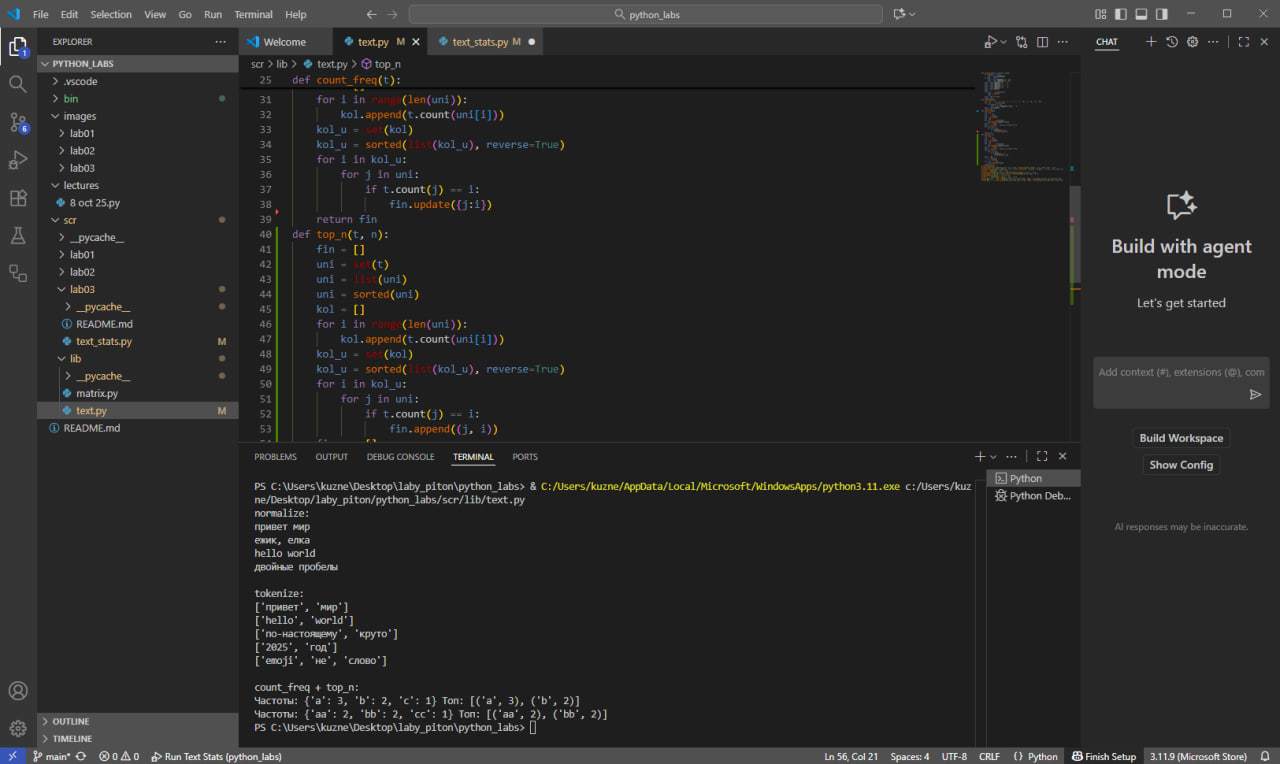 File Edit Selection View Go Run Terminal Help
python_labs
EXPLORER
PYTHON_LABS
.vscode
bin
images
lab01
lab02
lab03
lectures
8 oct 25.py
scr
__pycache__
lab01
lab02
lab03
__pycache__
README.md
text_stats.py M
lib
__pycache__
matrix.py
text.py M
README.md
OUTLINE
TIMELINE
Welcome text.py M text_stats.py M
scr > lib > text.py > top_n
25 def count_freq(t):
31 for i in range(len(uni)):
32 kol.append(t.count(uni[i]))
33 kol_u = set(kol)
34 kol_u = sorted(list(kol_u), reverse=True)
35 for i in kol_u:
36 for j in uni:
37 if t.count(j) == i:
38 fin.update({j:i})
39 return fin
40 def top_n(t, n):
41 fin = []
42 uni = set(t)
43 uni = list(uni)
44 uni = sorted(uni)
45 kol = []
46 for i in range(len(uni)):
47 kol.append(t.count(uni[i]))
48 kol_u = set(kol)
49 kol_u = sorted(list(kol_u), reverse=True)
50 for i in kol_u:
51 for j in uni:
52 if t.count(j) == i:
53 fin.append((j, i))
PROBLEMS OUTPUT DEBUG CONSOLE TERMINAL PORTS
PS C:\Users\kuzne\Desktop\laby_piton\python_labs> & C:/Users/kuzne/AppData/Local/Microsoft/WindowsApps/python3.11.exe c:/Users/kuz
ne/Desktop/laby_piton/python_labs/scr/lib/text.py
normalize:
привет мир
ежик, елка
hello world
двойные пробелы
tokenize:
['привет', 'мир']
['hello', 'world']
['по-настоящему', 'круто']
['2025', 'год']
['emoji', 'не', 'слово']
count_freq + top_n:
Частоты: {'a': 3, 'b': 2, 'c': 1} Топ: [('a', 3), ('b', 2)]
Частоты: {'aa': 2, 'bb': 2, 'cc': 1} Топ: [('aa', 2), ('bb', 2)]
PS C:\Users\kuzne\Desktop\laby_piton\python_labs>
Python
Python Deb...
CHAT
Build with agent
mode
Let's get started
Add context (#), extensions (@), com
Build Workspace
Show Config
AI responses may be inaccurate.
1
6
main* 0 0 Run Text Stats (python_labs) Ln 56, Col 21 Spaces: 4 UTF-8 CRLF Python Finish Setup 3.11.9 (Microsoft Store)